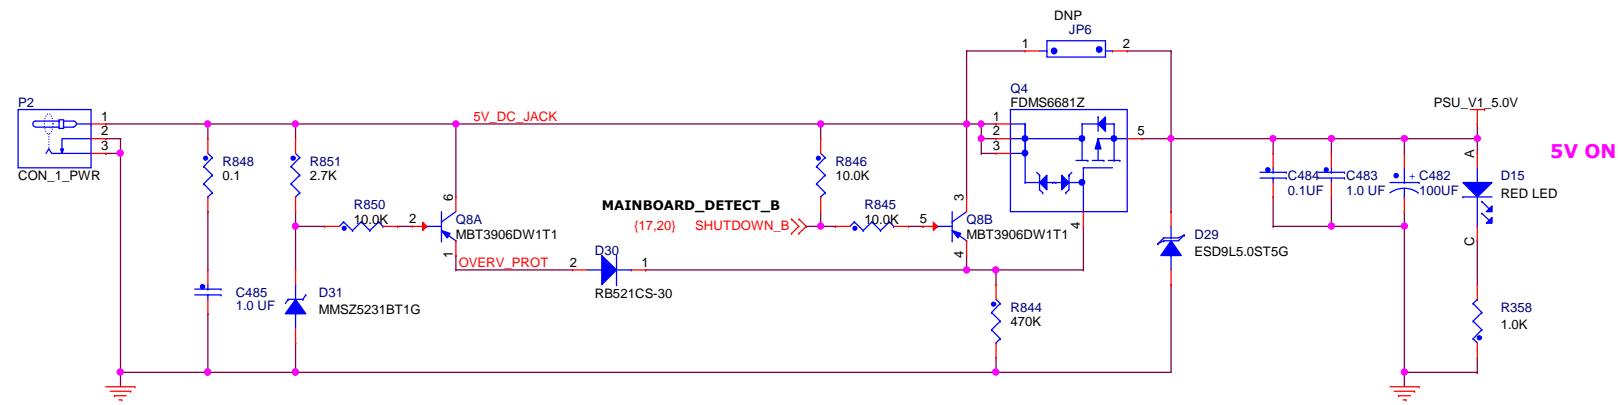 DNP
JP6
1
2
P2
1
2
3
CON_1_PWR
5V_DC_JACK
Q4
FDMS6681Z
1
2
3
5
4
PSU_V1_5.0V
5V ON
R848
0.1
R851
2.7K
R846
10.0K
R850
10.0K
2
6
Q8A
MBT3906DW1T1
1
MAINBOARD_DETECT_B
{17,20} SHUTDOWN_B
R845
10.0K
5
3
Q8B
MBT3906DW1T1
4
C484
0.1UF
C483
1.0 UF
+
C482
100UF
A
D15
RED LED
C
D29
ESD9L5.0ST5G
OVERV_PROT
2
D30
1
RB521CS-30
C485
1.0 UF
D31
MMSZ5231BT1G
R844
470K
R358
1.0K